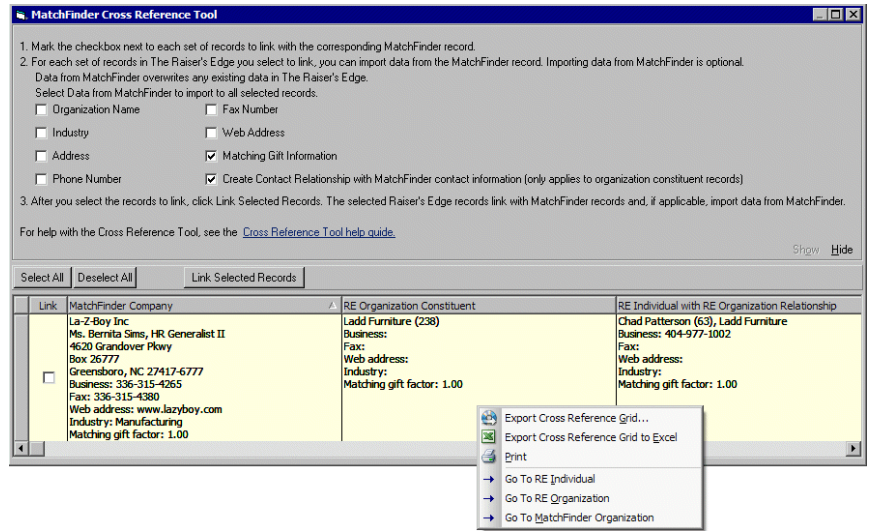 MatchFinder Cross Reference Tool
1. Mark the checkbox next to each set of records to link with the corresponding MatchFinder record.
2. For each set of records in The Raiser's Edge you select to link, you can import data from the MatchFinder record. Importing data from MatchFinder is optional.
Data from MatchFinder overwrites any existing data in The Raiser's Edge.
Select Data from MatchFinder to import to all selected records.
Organization Name
Fax Number
Industry
Web Address
Address
Matching Gift Information
Phone Number
Create Contact Relationship with MatchFinder contact information (only applies to organization constituent records)
3. After you select the records to link, click Link Selected Records. The selected Raiser's Edge records link with MatchFinder records and, if applicable, import data from MatchFinder.
For help with the Cross Reference Tool, see the Cross Reference Tool help guide.
Show Hide
Select All Deselect All Link Selected Records
Link MatchFinder Company RE Organization Constituent RE Individual with RE Organization Relationship
La-Z-Boy Inc
Ms. Bernita Sims, HR Generalist II
4620 Grandover Pkwy
Box 26777
Greensboro, NC 27417-6777
Business: 336-315-4265
Fax: 336-315-4380
Web address: www.lazyboy.com
Industry: Manufacturing
Matching gift factor: 1.00
Ladd Furniture (238)
Business:
Fax:
Web address:
Industry:
Matching gift factor: 1.00
Chad Patterson (63), Ladd Furniture
Business: 404-977-1002
Fax:
Web address:
Industry:
Matching gift factor: 1.00
Export Cross Reference Grid...
Export Cross Reference Grid to Excel
Print
Go To RE Individual
Go To RE Organization
Go To MatchFinder Organization